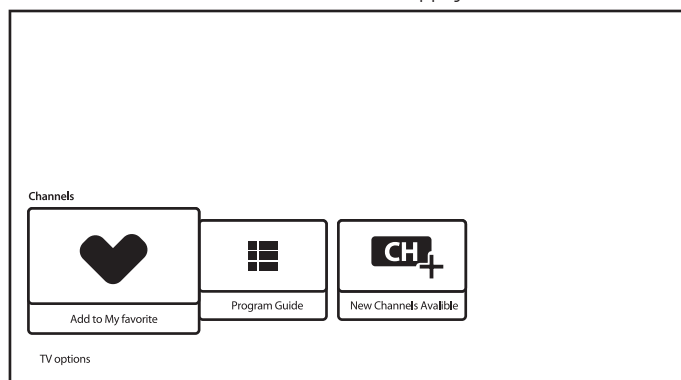 Channels
CH
Add to My favorite
Program Guide
New Channels Avalible
TV options